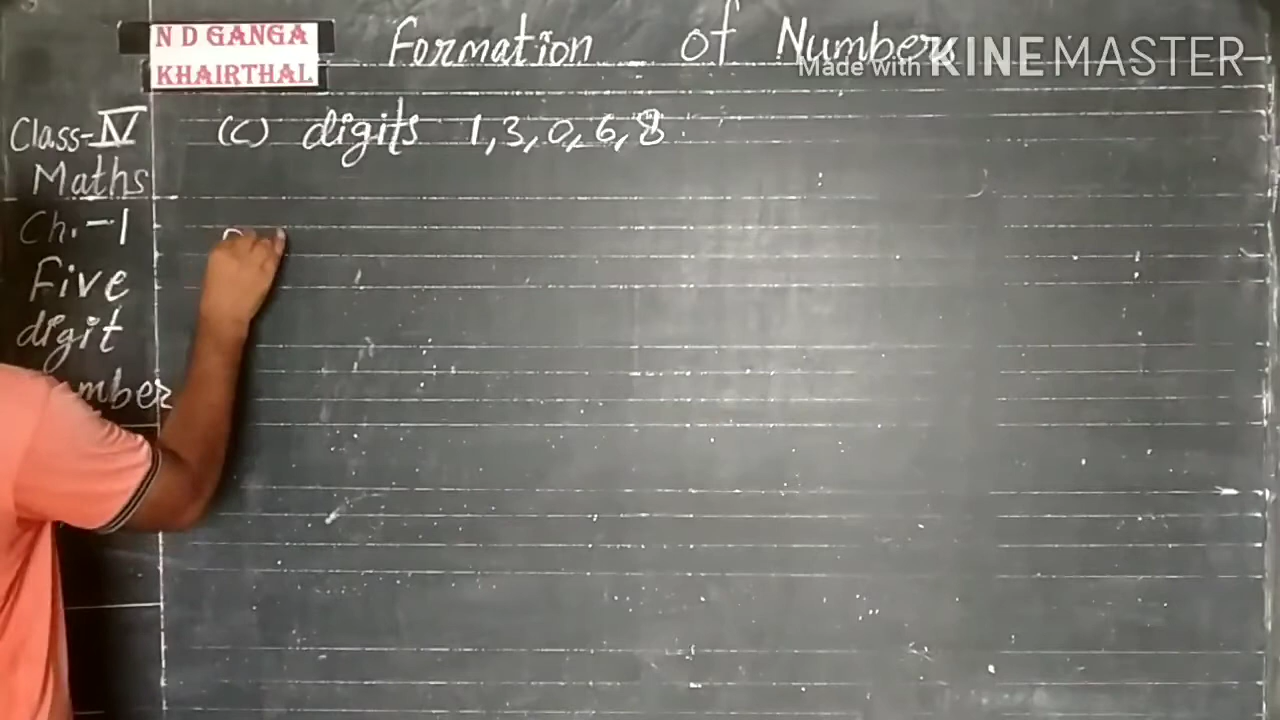 N D GANGA
KHAIRTHAL
Formation of Numbers
Made with KINEMASTER
Class-IV
Maths
Ch.-1
Five
digit
(C) digits 1,3,0,6,8